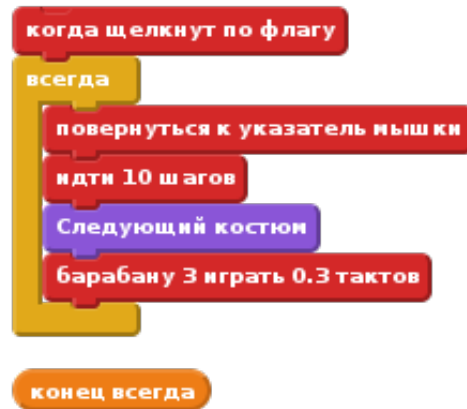 когда щелкнут по флагу
всегда
повернуться к указатель мышки
идти 10 шагов
Следующий костюм
барабану 3 играть 0.3 тактов
конец всегда